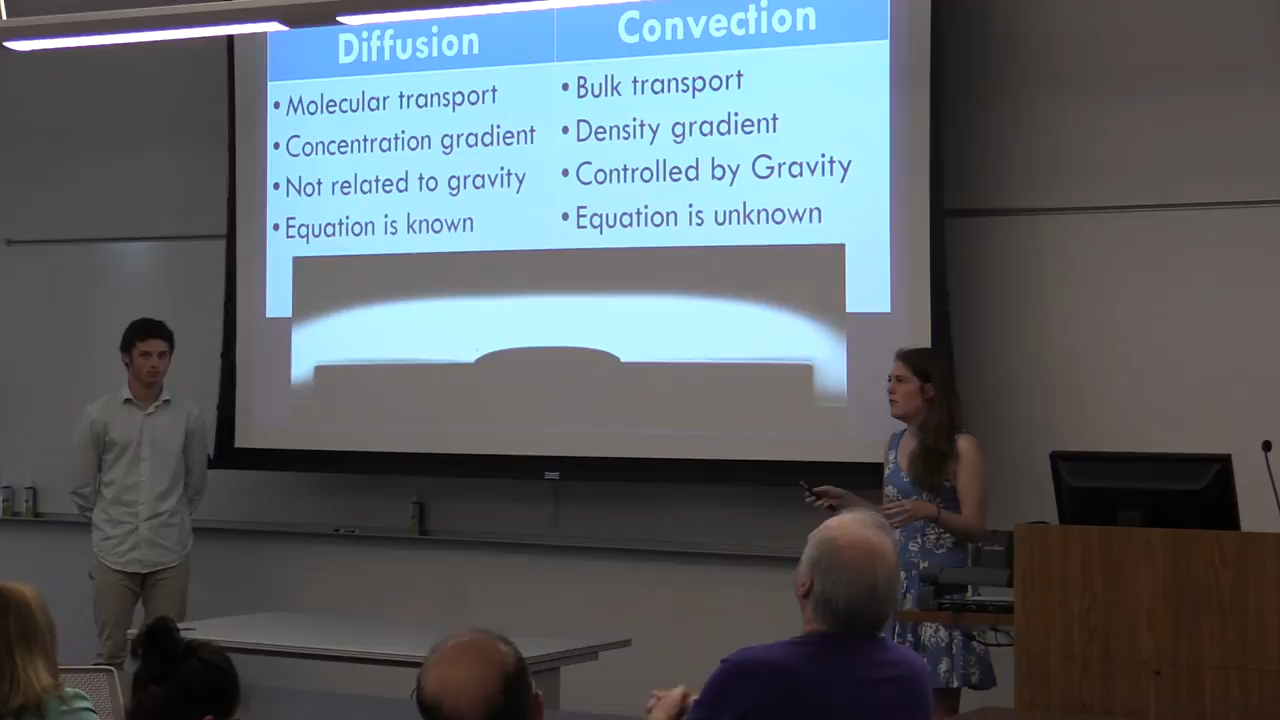 Diffusion
Convection
• Molecular transport
• Concentration gradient
• Not related to gravity
• Equation is known
• Bulk transport
• Density gradient
• Controlled by Gravity
• Equation is unknown